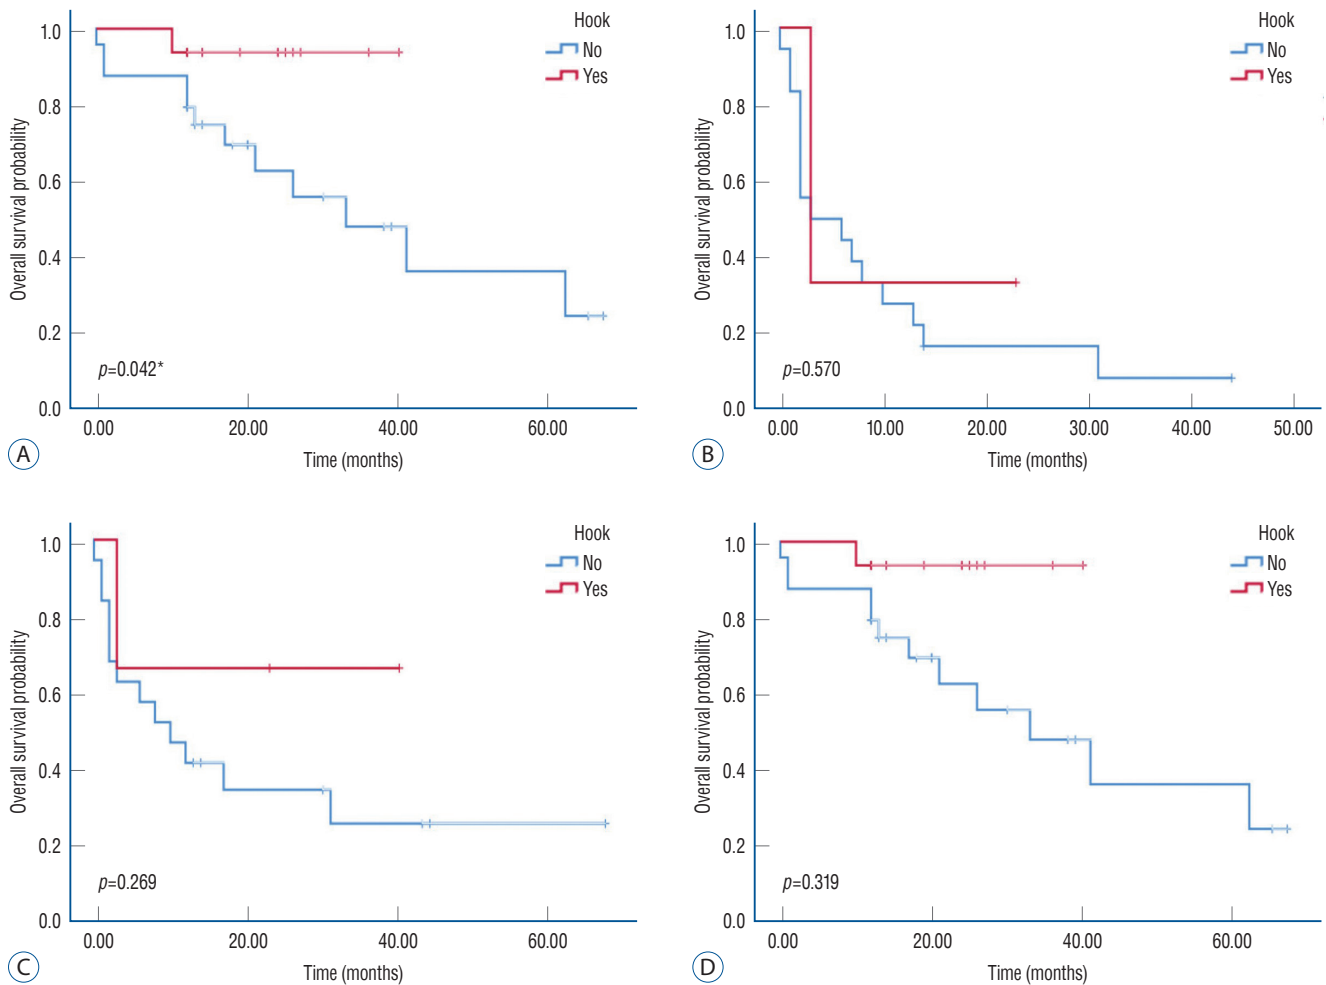 Hook
No
Yes
1.0
0.8
0.6
0.4
0.2
0.0
Overall survival probability
p=0.042*
0.00 20.00 40.00 60.00
Time (months)
A
Hook
No
Yes
1.0
0.8
0.6
0.4
0.2
0.0
Overall survival probability
p=0.570
0.00 10.00 20.00 30.00 40.00 50.00
Time (months)
B
Hook
No
Yes
1.0
0.8
0.6
0.4
0.2
0.0
Overall survival probability
p=0.269
0.00 20.00 40.00 60.00
Time (months)
C
Hook
No
Yes
1.0
0.8
0.6
0.4
0.2
0.0
Overall survival probability
p=0.319
0.00 20.00 40.00 60.00
Time (months)
D